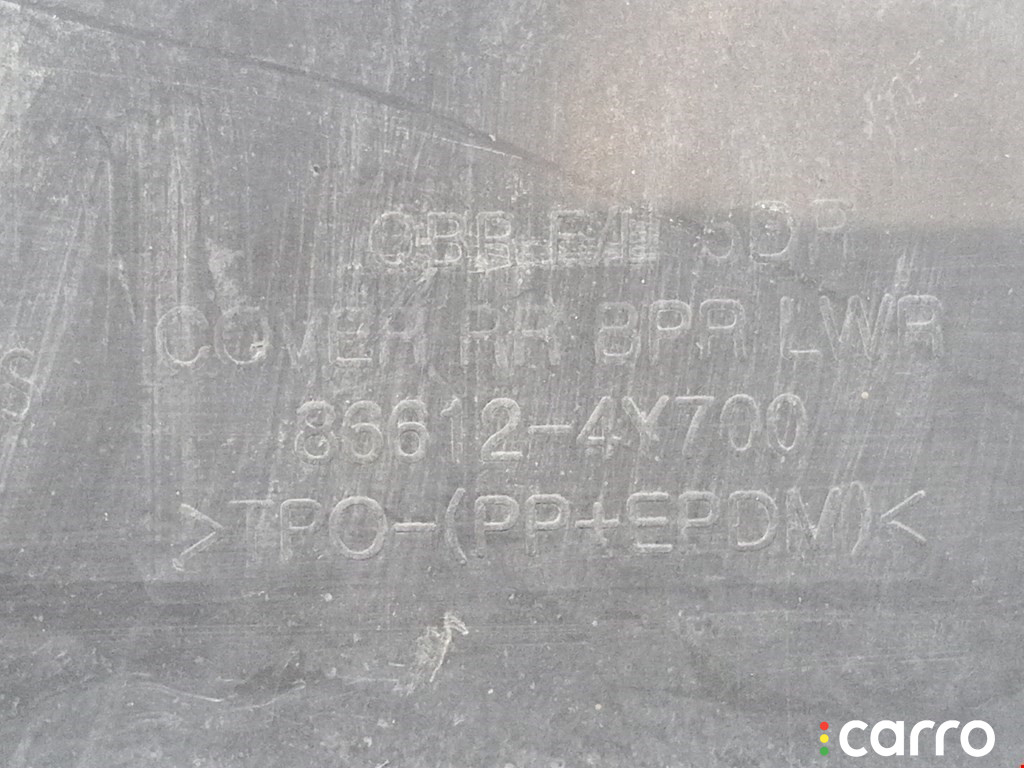 5DR
COVER RR BPR LWR
86612-4Y700
>TPO-(PP+EPDM)<
S
carro